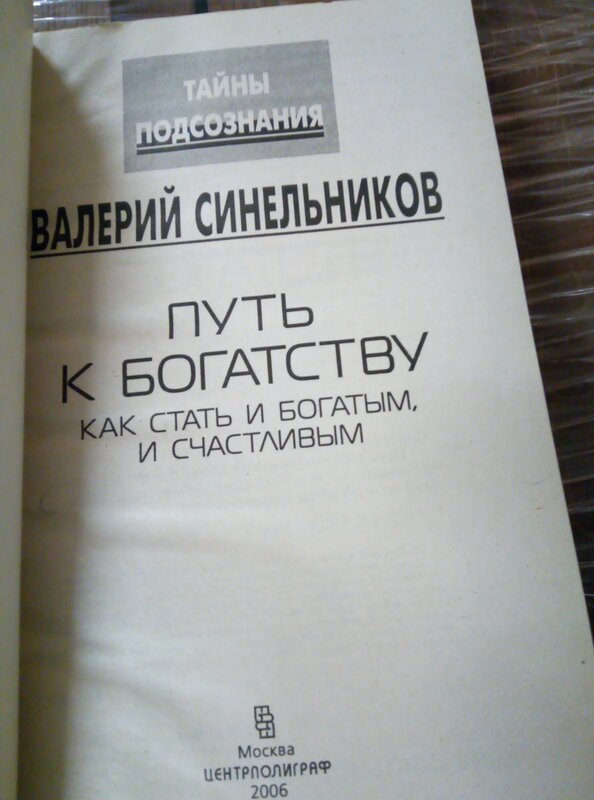 ТАЙНЫ
ПОДСОЗНАНИЯ
ВАЛЕРИЙ СИНЕЛЬНИКОВ
ПУТЬ
К БОГАТСТВУ
КАК СТАТЬ И БОГАТЫМ,
И СЧАСТЛИВЫМ
Москва
ЦЕНТРПОЛИГРАФ
2006